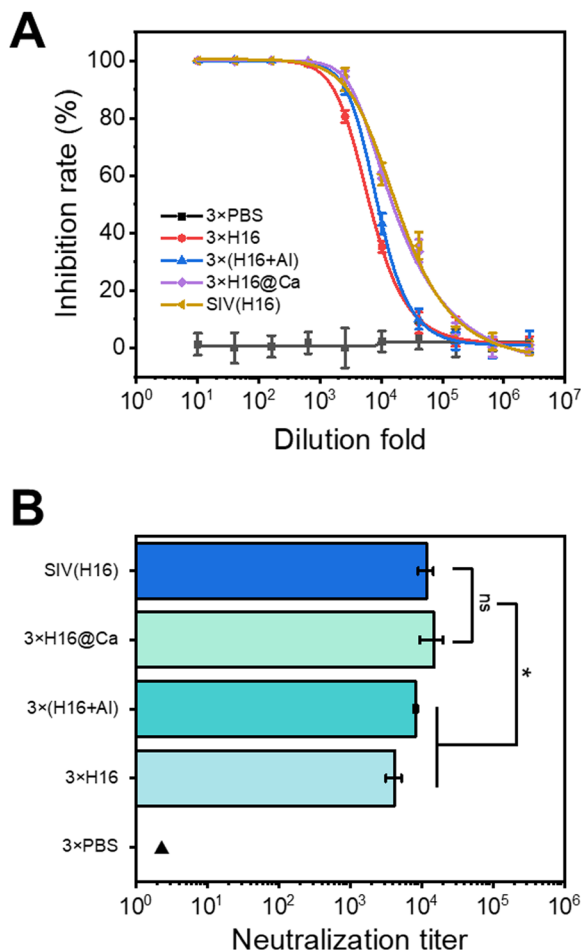 A
Inhibition rate (%)
100
80
60
40
20
0
3×PBS
3×H16
3×(H16+Al)
3×H16@Ca
SIV(H16)
10⁰ 10¹ 10² 10³ 10⁴ 10⁵ 10⁶ 10⁷
Dilution fold
B
SIV(H16)
3×H16@Ca
3×(H16+Al)
3×H16
3×PBS
ns
*
10⁰ 10¹ 10² 10³ 10⁴ 10⁵ 10⁶
Neutralization titer